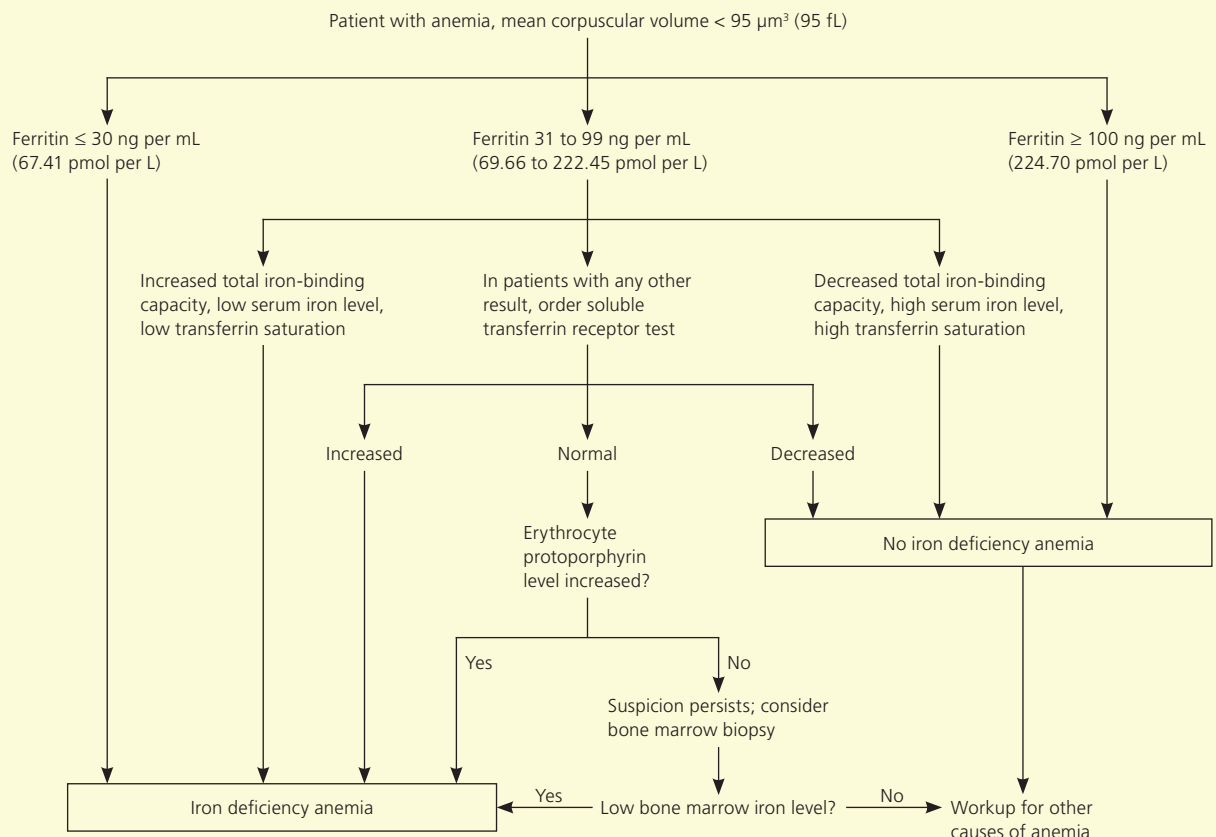 Patient with anemia, mean corpuscular volume < 95 µm³ (95 fL)
Ferritin ≤ 30 ng per mL
(67.41 pmol per L)
Ferritin 31 to 99 ng per mL
(69.66 to 222.45 pmol per L)
Ferritin ≥ 100 ng per mL
(224.70 pmol per L)
Increased total iron-binding
capacity, low serum iron level,
low transferrin saturation
In patients with any other
result, order soluble
transferrin receptor test
Decreased total iron-binding
capacity, high serum iron level,
high transferrin saturation
Increased
Normal
Decreased
Erythrocyte
protoporphyrin
level increased?
No iron deficiency anemia
Yes
No
Suspicion persists; consider
bone marrow biopsy
Iron deficiency anemia
Yes
Low bone marrow iron level?
No
Workup for other
causes of anemia